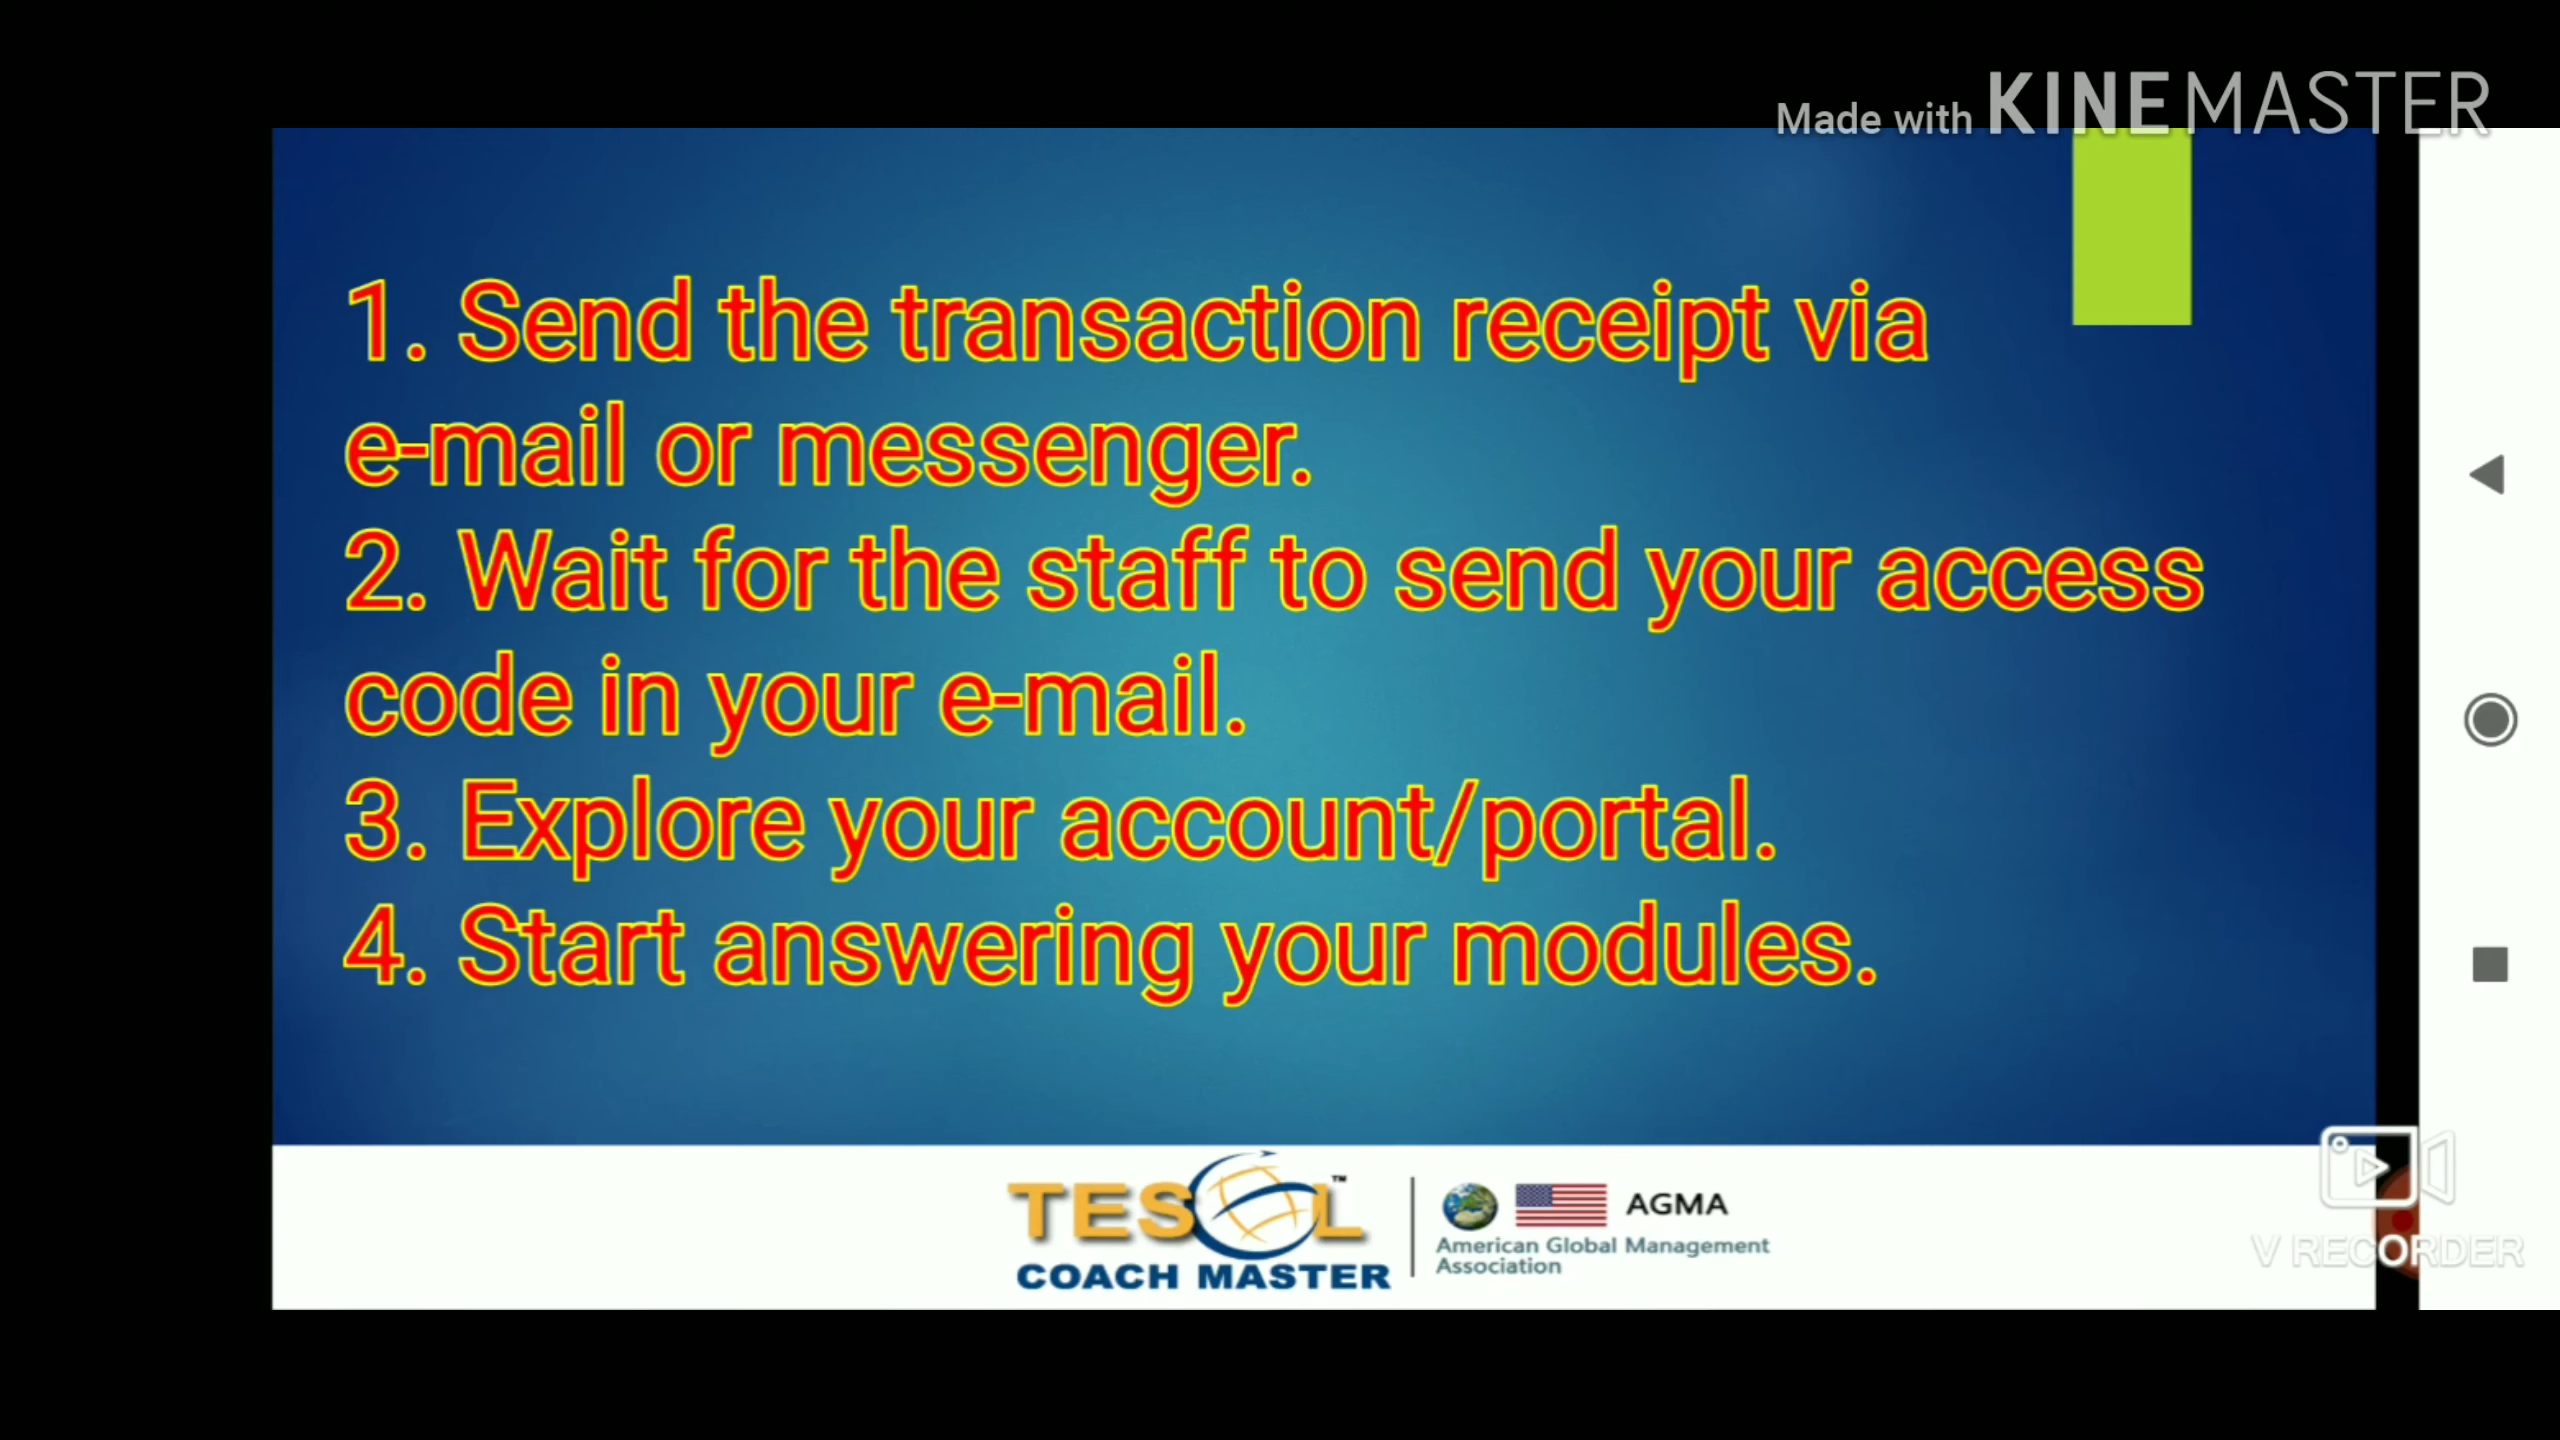 Made with KINEMASTER
1. Send the transaction receipt via
e-mail or messenger.
2. Wait for the staff to send your access
code in your e-mail.
3. Explore your account/portal.
4. Start answering your modules.
TESOL™
COACH MASTER
AGMA
American Global Management
Association
V RECORDER